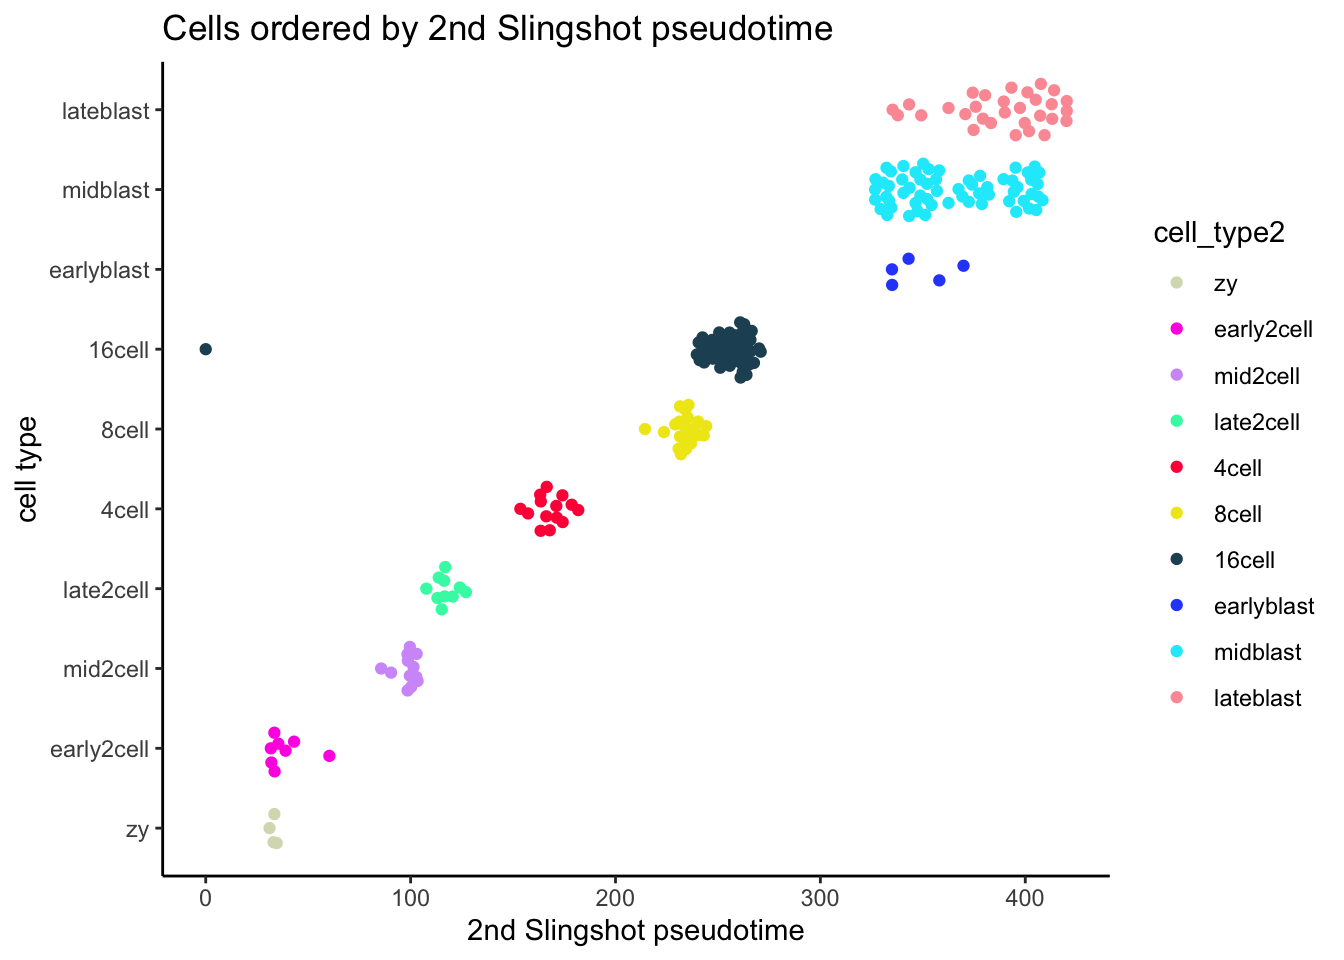 Cells ordered by 2nd Slingshot pseudotime
cell type
lateblast
midblast
earlyblast
16cell
8cell
4cell
late2cell
mid2cell
early2cell
zy
0 100 200 300 400
2nd Slingshot pseudotime
cell_type2
zy
early2cell
mid2cell
late2cell
4cell
8cell
16cell
earlyblast
midblast
lateblast